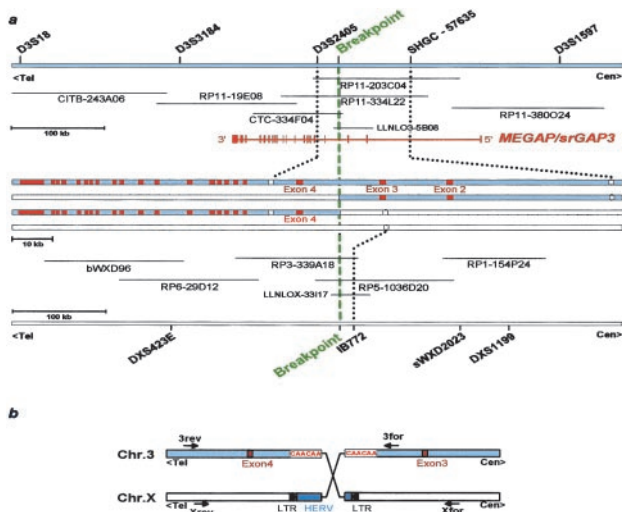 a
D3S18 D3S3184 D3S2405 Breakpoint SHGC - 57635 D3S1597
<Tel Cen>
RP11-203C04
CITB-243A06 RP11-19E08 RP11-334L22 RP11-380O24
100 kb CTC-334F04 LLNLO3-5B08
3' 5' MEGAP/srGAP3
Exon 4 Exon 3 Exon 2
Exon 4
10 kb
bWXD96 RP3-339A18 RP1-154P24
RP6-29D12 RP5-1036D20
LLNLOX-33I17
100 kb
<Tel Cen>
DXS423E Breakpoint IB772 sWXD2023 DXS1199
b
3rev 3for
Chr.3 CAACAA CAACAA
<Tel Exon4 Exon3 Cen>
Chr.X
<Tel Xrev LTR HERV LTR Xfor Cen>